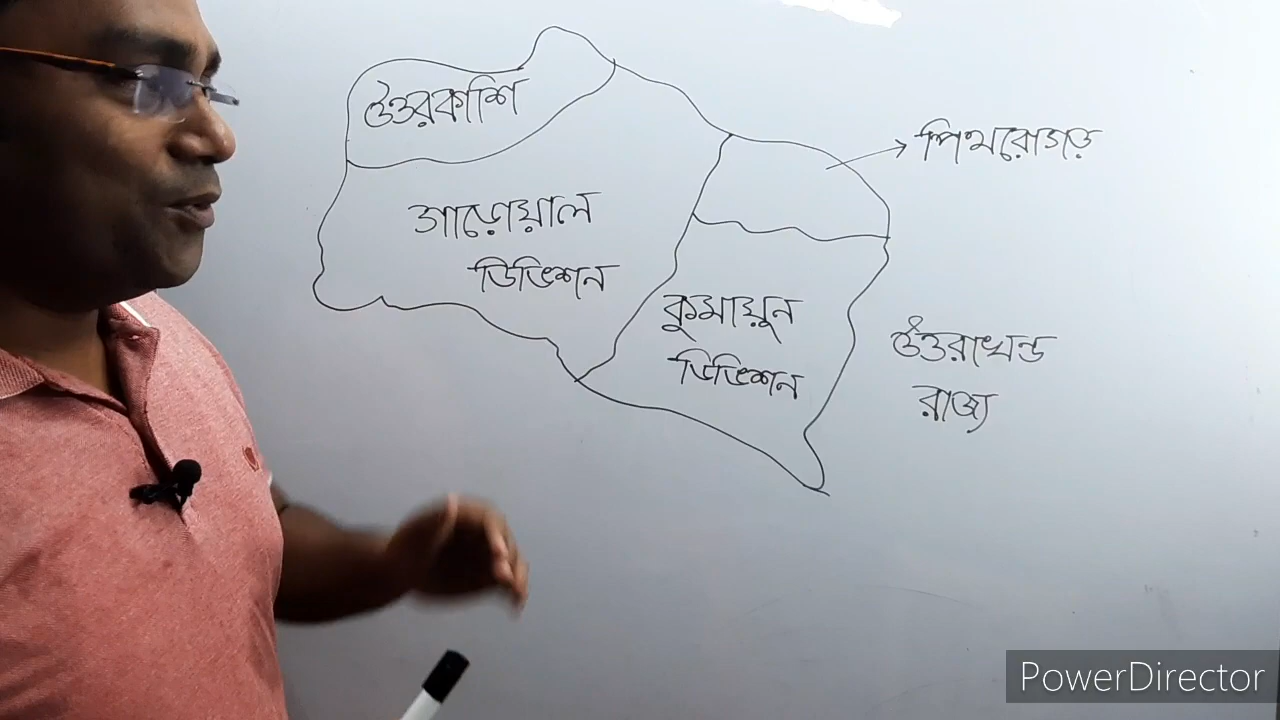 উত্তরকাশি
পিথরোগড়
গাড়োয়াল
ডিভিশন
কুমায়ুন
ডিভিশন
উত্তরাখন্ড
রাজ্য
PowerDirector